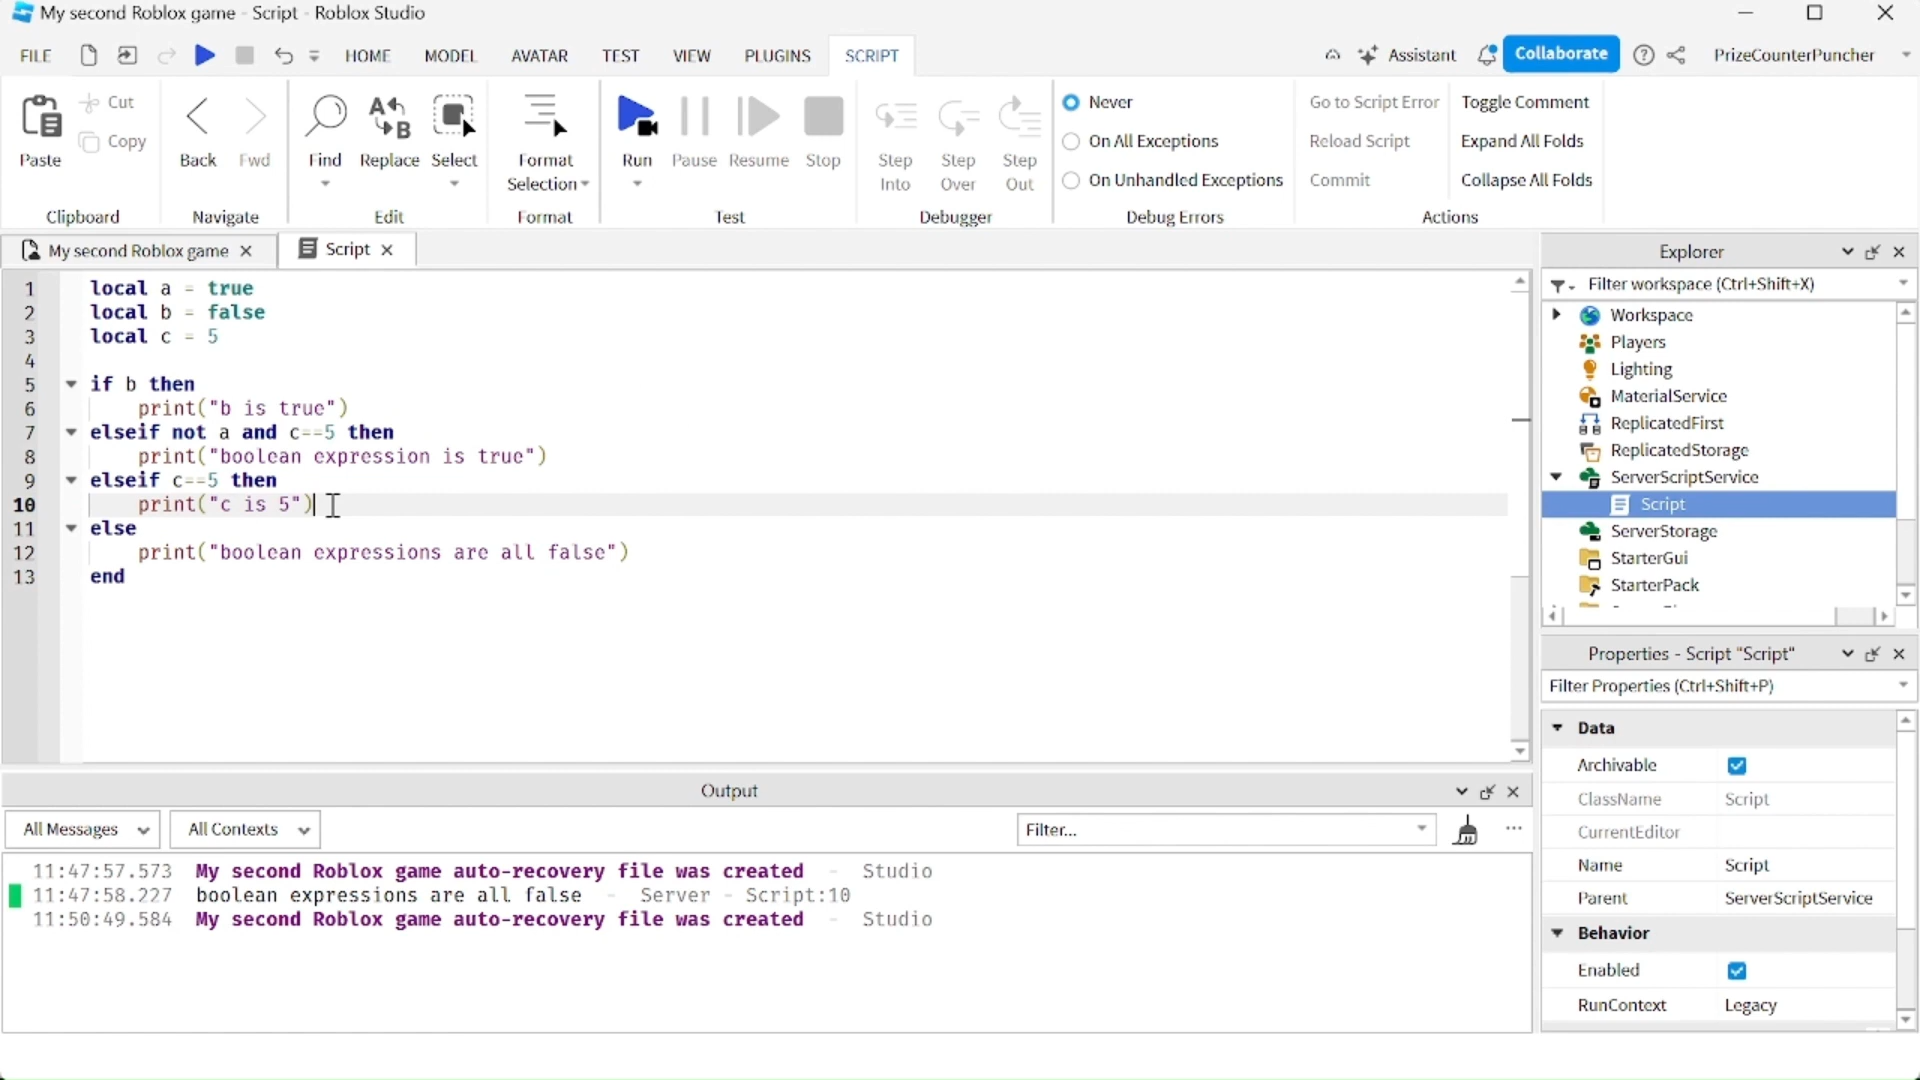 My second Roblox game - Script - Roblox Studio
FILE HOME MODEL AVATAR TEST VIEW PLUGINS SCRIPT Assistant Collaborate PrizeCounterPuncher
Paste Cut Copy
Clipboard
Back Fwd
Navigate
Find Replace Select
Edit
Format Selection
Format
Run Pause Resume Stop
Test
Step Into Step Over Step Out
Debugger
Never
On All Exceptions
On Unhandled Exceptions
Debug Errors
Go to Script Error Toggle Comment
Reload Script Expand All Folds
Commit Collapse All Folds
Actions
My second Roblox game Script
1 local a = true
2 local b = false
3 local c = 5
4
5 if b then
6 print("b is true")
7 elseif not a and c==5 then
8 print("boolean expression is true")
9 elseif c==5 then
10 print("c is 5")
11 else
12 print("boolean expressions are all false")
13 end
Output
All Messages All Contexts Filter...
11:47:57.573 My second Roblox game auto-recovery file was created - Studio
11:47:58.227 boolean expressions are all false - Server - Script:10
11:50:49.584 My second Roblox game auto-recovery file was created - Studio
Explorer
Filter workspace (Ctrl+Shift+X)
Workspace
Players
Lighting
MaterialService
ReplicatedFirst
ReplicatedStorage
ServerScriptService
Script
ServerStorage
StarterGui
StarterPack
Properties - Script "Script"
Filter Properties (Ctrl+Shift+P)
Data
Archivable
ClassName Script
CurrentEditor
Name Script
Parent ServerScriptService
Behavior
Enabled
RunContext Legacy